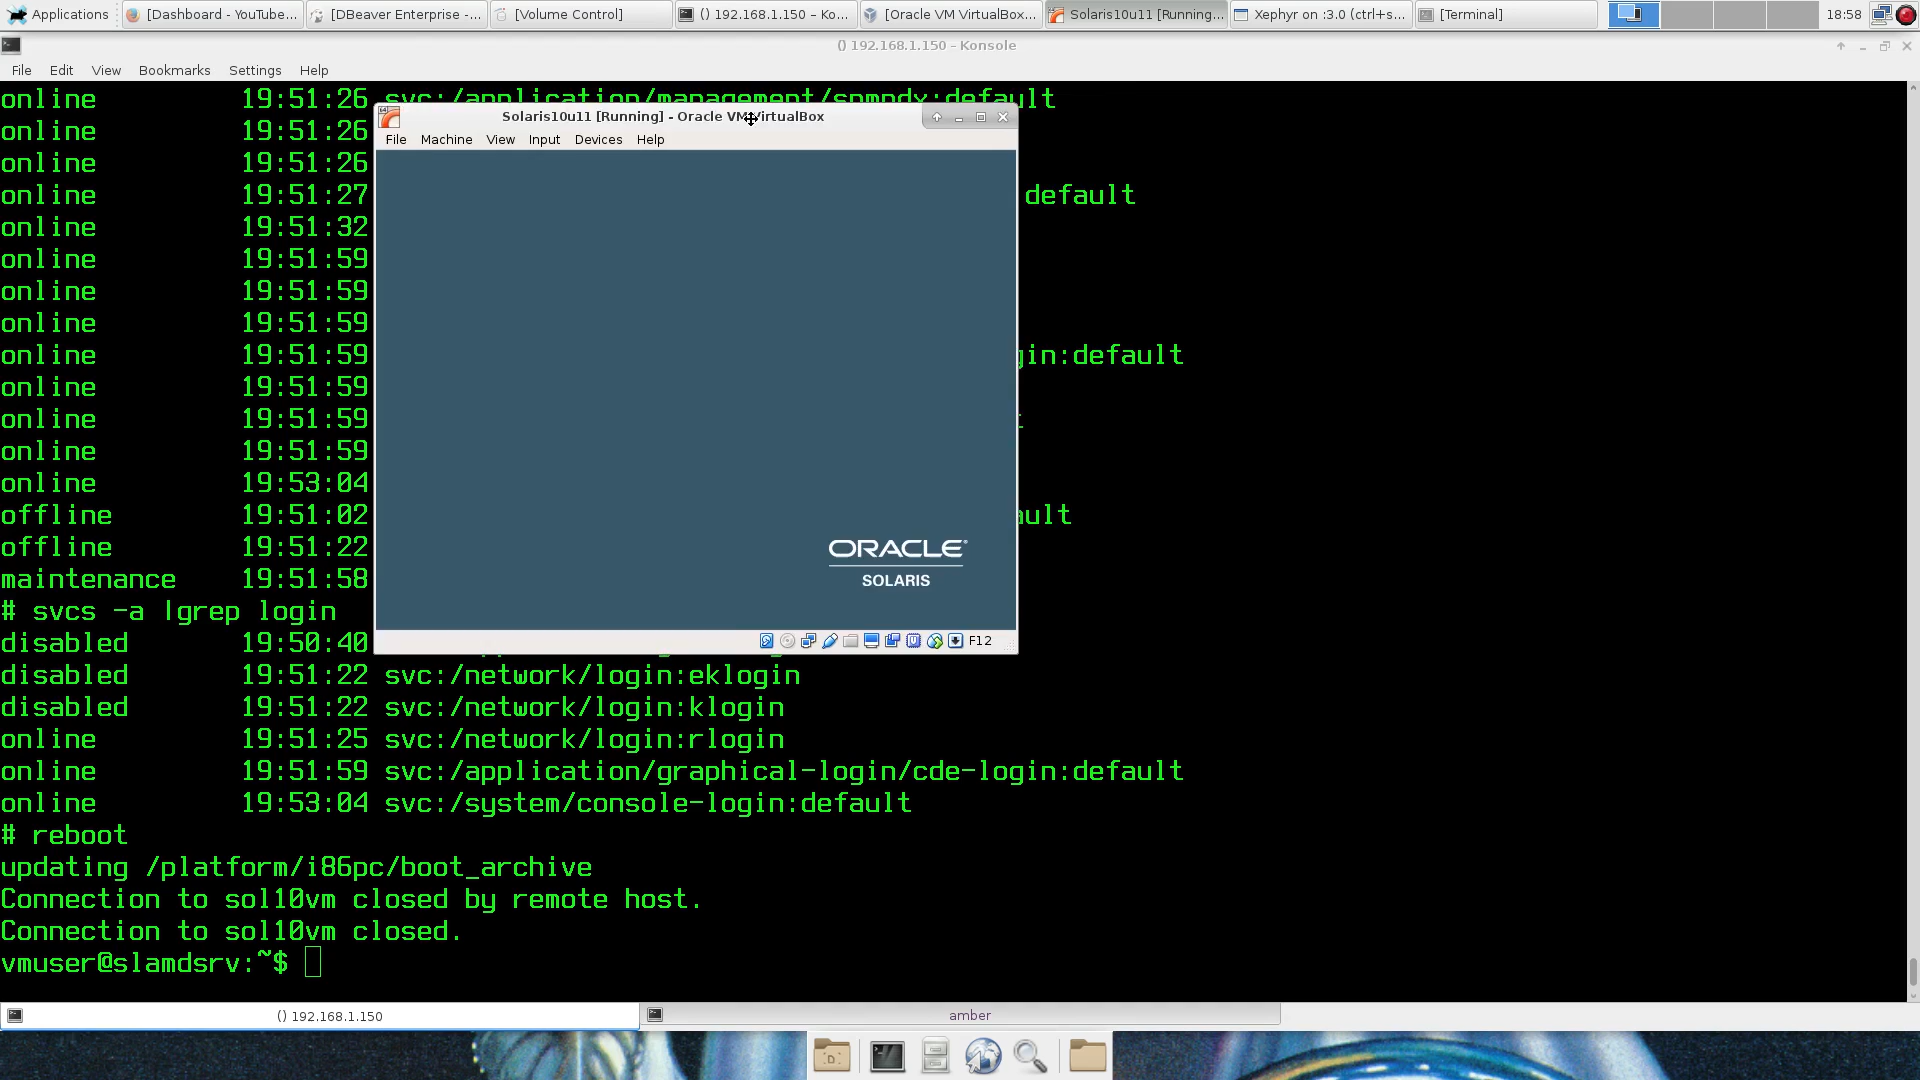 Applications
[Dashboard - YouTube...
[DBeaver Enterprise -...
[Volume Control]
() 192.168.1.150 – Ko...
[Oracle VM VirtualBox...
Solaris10u11 [Running...
Xephyr on :3.0 (ctrl+s...
[Terminal]
18:58
() 192.168.1.150 – Konsole
File Edit View Bookmarks Settings Help
online 19:51:26 svc:/application/management/snmpdx:default
online 19:51:26
online 19:51:26
online 19:51:27 default
online 19:51:32
online 19:51:59
online 19:51:59
online 19:51:59
online 19:51:59 gin:default
online 19:51:59
online 19:51:59
online 19:51:59
online 19:53:04
offline 19:51:02 ault
offline 19:51:22
maintenance 19:51:58
# svcs -a |grep login
disabled 19:50:40
disabled 19:51:22 svc:/network/login:eklogin
disabled 19:51:22 svc:/network/login:klogin
online 19:51:25 svc:/network/login:rlogin
online 19:51:59 svc:/application/graphical-login/cde-login:default
online 19:53:04 svc:/system/console-login:default
# reboot
updating /platform/i86pc/boot_archive
Connection to sol10vm closed by remote host.
Connection to sol10vm closed.
vmuser@slamdsrv:~$
Solaris10u11 [Running] - Oracle VM VirtualBox
File Machine View Input Devices Help
ORACLE
SOLARIS
F12
() 192.168.1.150
amber